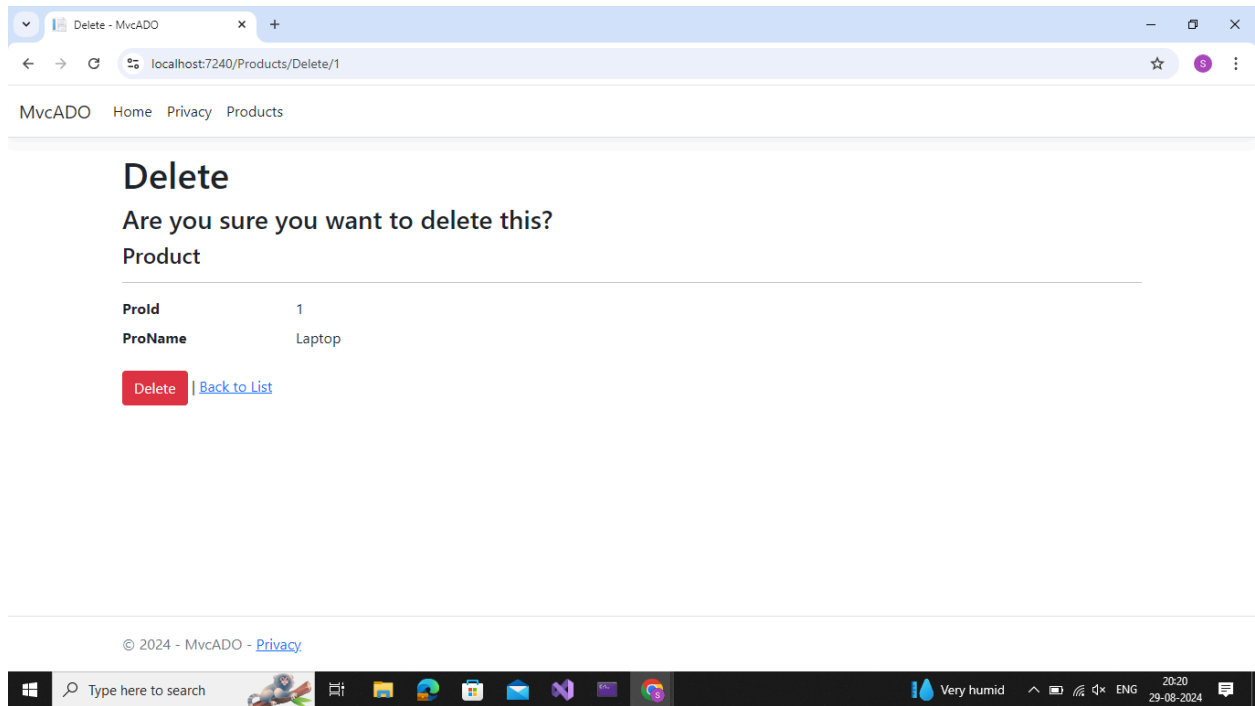 Delete - MvcADO
localhost:7240/Products/Delete/1
S
MvcADO Home Privacy Products
Delete
Are you sure you want to delete this?
Product
ProId 1
ProName Laptop
Delete | Back to List
© 2024 - MvcADO - Privacy
Type here to search
Very humid
ENG
20:20
29-08-2024
S